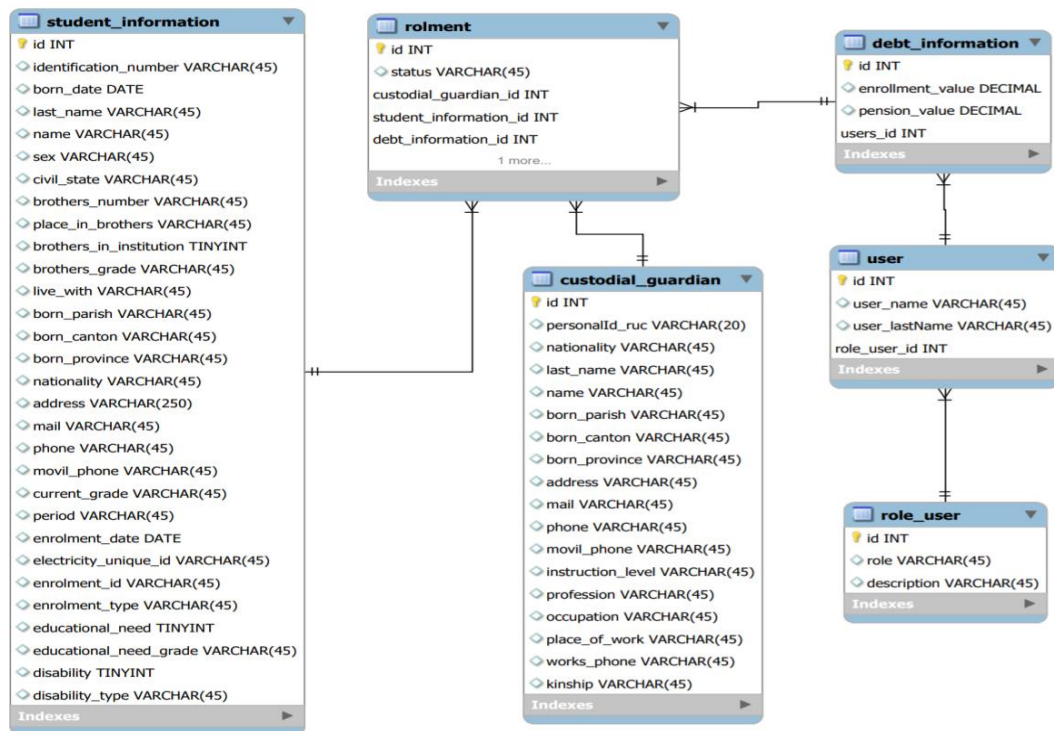 student_information
id INT
identification_number VARCHAR(45)
born_date DATE
last_name VARCHAR(45)
name VARCHAR(45)
sex VARCHAR(45)
civil_state VARCHAR(45)
brothers_number VARCHAR(45)
place_in_brothers VARCHAR(45)
brothers_in_institution TINYINT
brothers_grade VARCHAR(45)
live_with VARCHAR(45)
born_parish VARCHAR(45)
born_canton VARCHAR(45)
born_province VARCHAR(45)
nationality VARCHAR(45)
address VARCHAR(250)
mail VARCHAR(45)
phone VARCHAR(45)
movil_phone VARCHAR(45)
current_grade VARCHAR(45)
period VARCHAR(45)
enrolment_date DATE
electricity_unique_id VARCHAR(45)
enrolment_id VARCHAR(45)
enrolment_type VARCHAR(45)
educational_need TINYINT
educational_need_grade VARCHAR(45)
disability TINYINT
disability_type VARCHAR(45)
Indexes
rolment
id INT
status VARCHAR(45)
custodial_guardian_id INT
student_information_id INT
debt_information_id INT
1 more...
Indexes
custodial_guardian
id INT
personalId_ruc VARCHAR(20)
nationality VARCHAR(45)
last_name VARCHAR(45)
name VARCHAR(45)
born_parish VARCHAR(45)
born_canton VARCHAR(45)
born_province VARCHAR(45)
address VARCHAR(45)
mail VARCHAR(45)
phone VARCHAR(45)
movil_phone VARCHAR(45)
instruction_level VARCHAR(45)
profession VARCHAR(45)
occupation VARCHAR(45)
place_of_work VARCHAR(45)
works_phone VARCHAR(45)
kinship VARCHAR(45)
Indexes
debt_information
id INT
enrollment_value DECIMAL
pension_value DECIMAL
users_id INT
Indexes
user
id INT
user_name VARCHAR(45)
user_lastName VARCHAR(45)
role_user_id INT
Indexes
role_user
id INT
role VARCHAR(45)
description VARCHAR(45)
Indexes